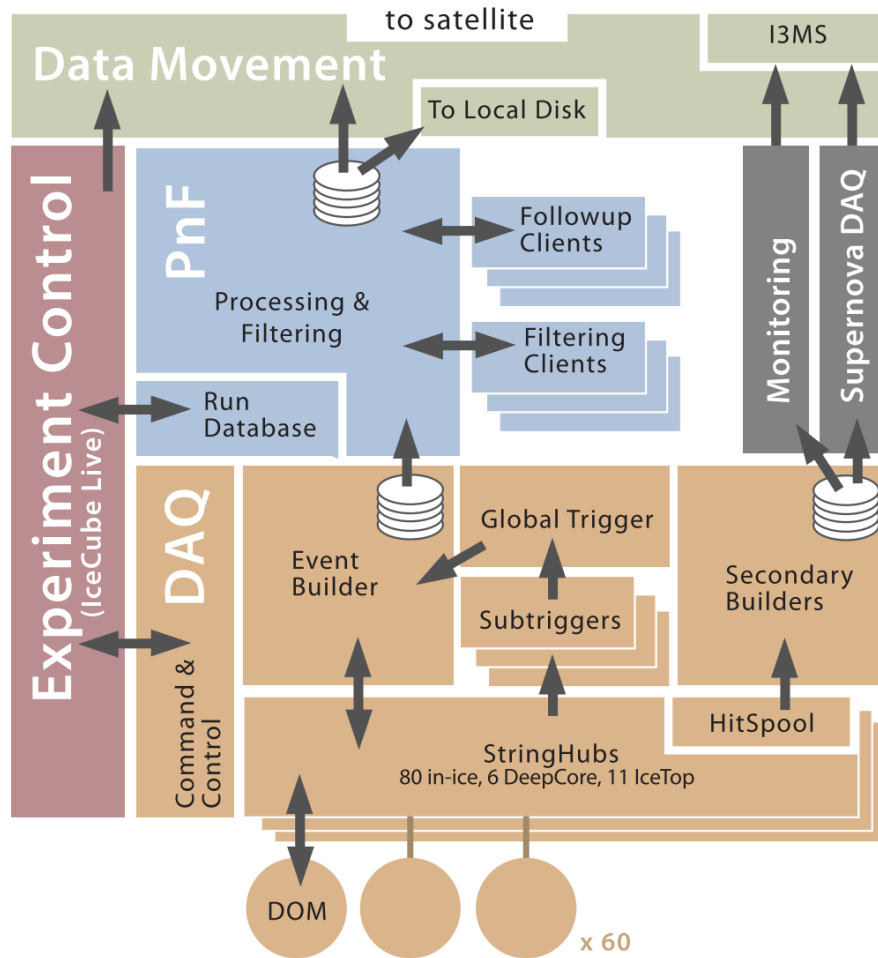 to satellite
I3MS
Data Movement
To Local Disk
Experiment Control
(IceCube Live)
PnF
Processing &
Filtering
Followup
Clients
Filtering
Clients
Monitoring
Supernova DAQ
Run
Database
DAQ
Command &
Control
Event
Builder
Global Trigger
Subtriggers
Secondary
Builders
HitSpool
StringHubs
80 in-ice, 6 DeepCore, 11 IceTop
DOM
x 60